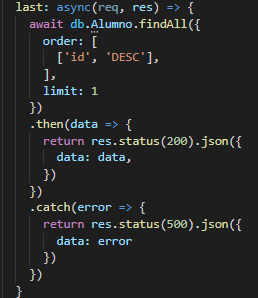 last: async(req, res) => {
await db.Alumno.findAll({
order: [
['id', 'DESC'],
],
limit: 1
})
.then(data => {
return res.status(200).json({
data: data,
})
})
.catch(error => {
return res.status(500).json({
data: error
})
})
}